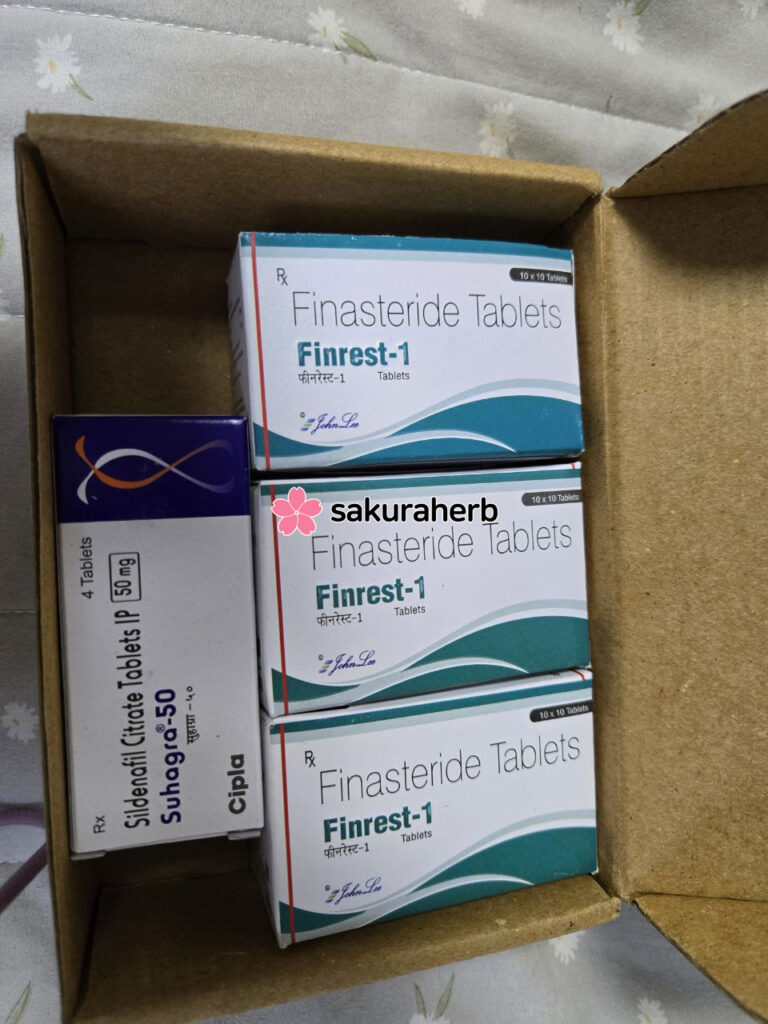 Rx
10 x 10 Tablets
Finasteride Tablets
Finrest-1
फीनरेस्ट-1 Tablets
John Lee
sakuraherb
10 x 10 Tablets
Finasteride Tablets
Finrest-1
फीनरेस्ट-1 Tablets
John Lee
Rx
10 x 10 Tablets
Finasteride Tablets
Finrest-1
फीनरेस्ट-1 Tablets
John Lee
4 Tablets
Rx
Sildenafil Citrate Tablets IP 50 mg
Suhagra®-50
सुहाग्रा - ५०
Cipla